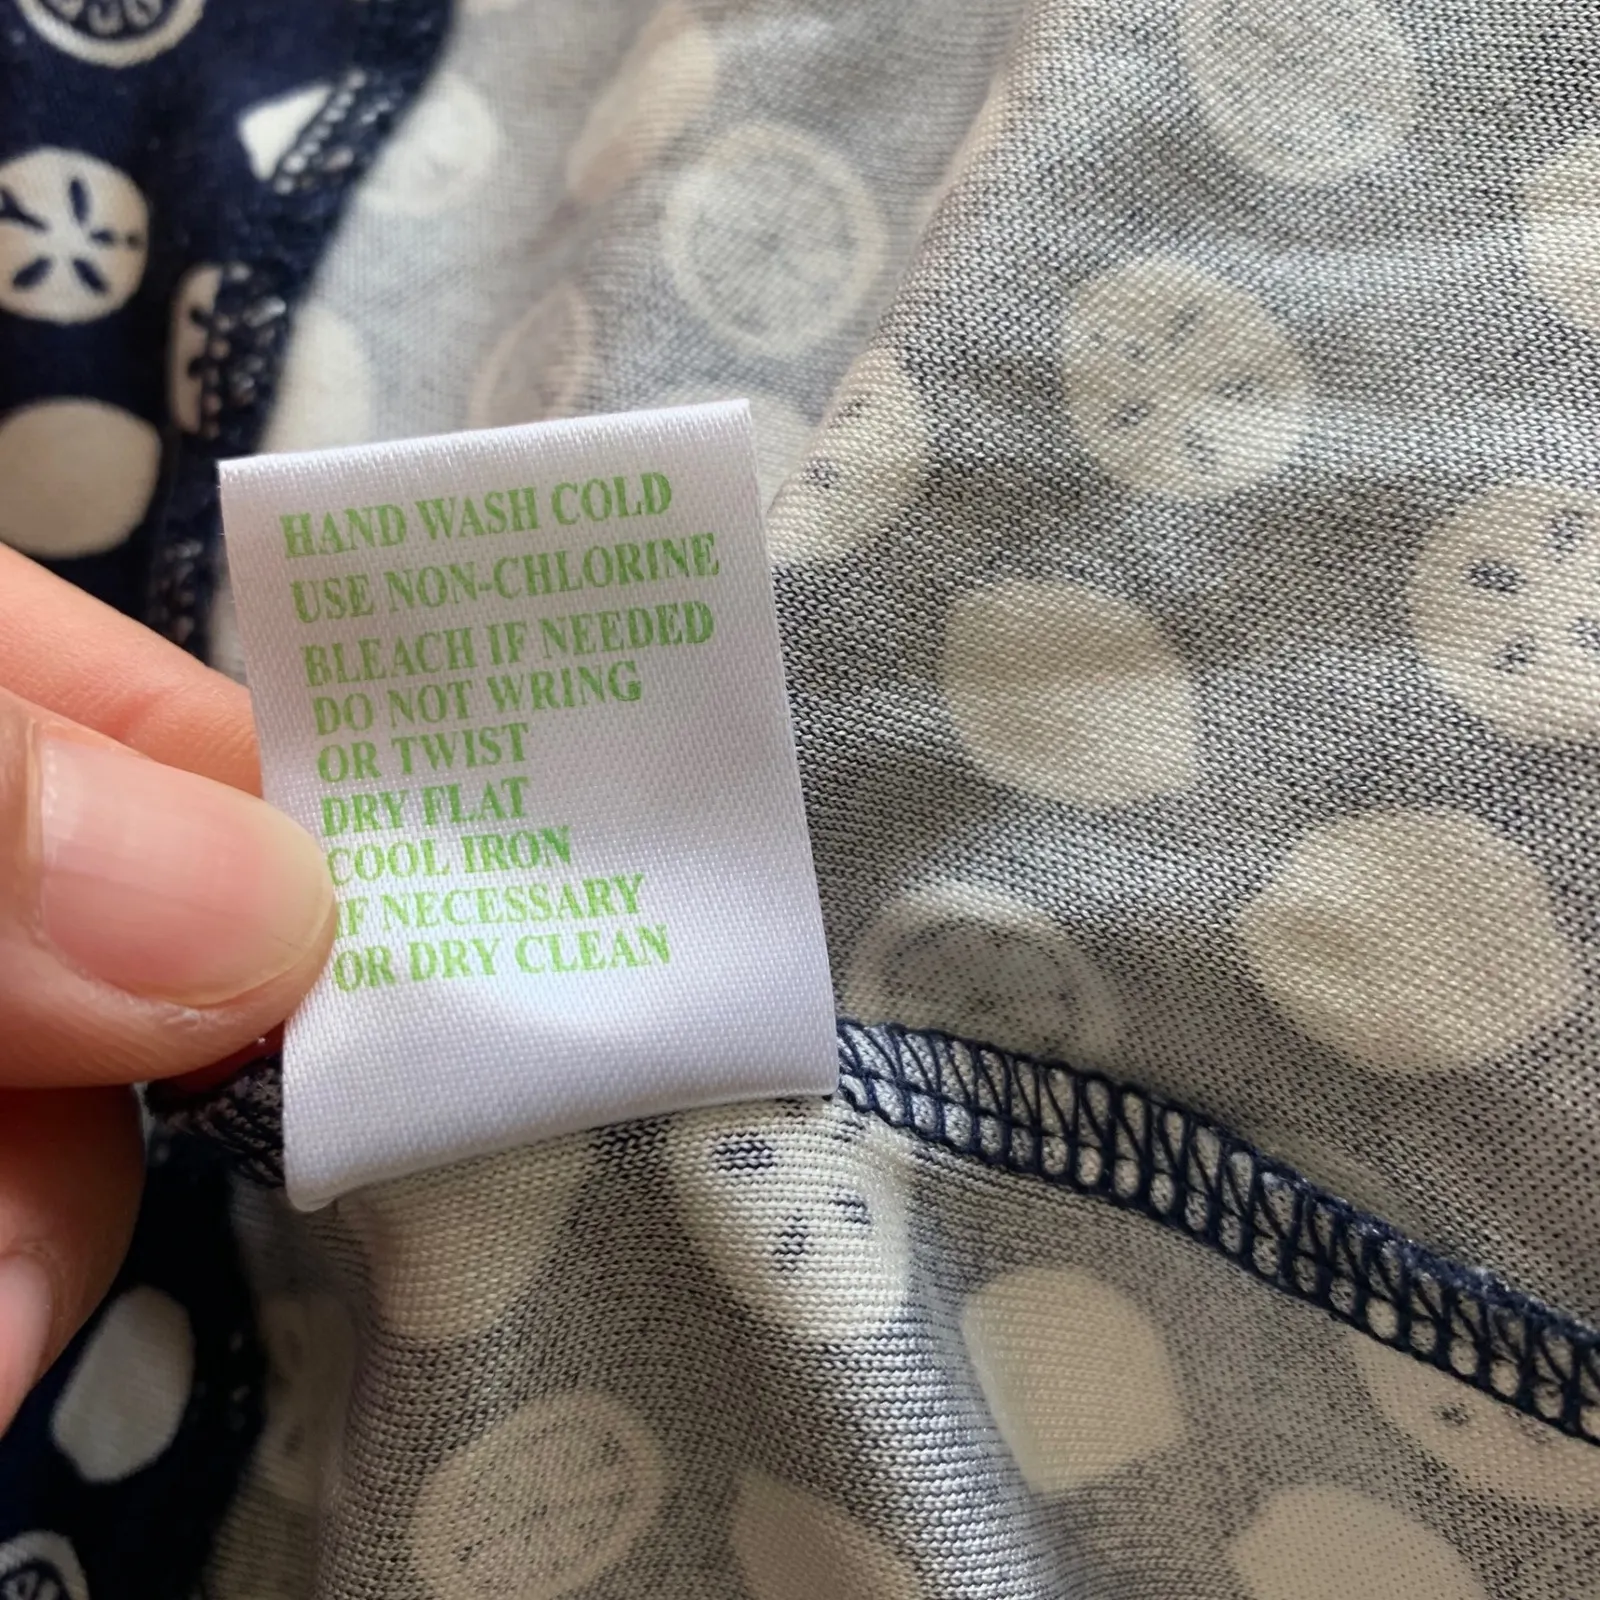 HAND WASH COLD
USE NON-CHLORINE
BLEACH IF NEEDED
DO NOT WRING
OR TWIST
DRY FLAT
COOL IRON
IF NECESSARY
OR DRY CLEAN